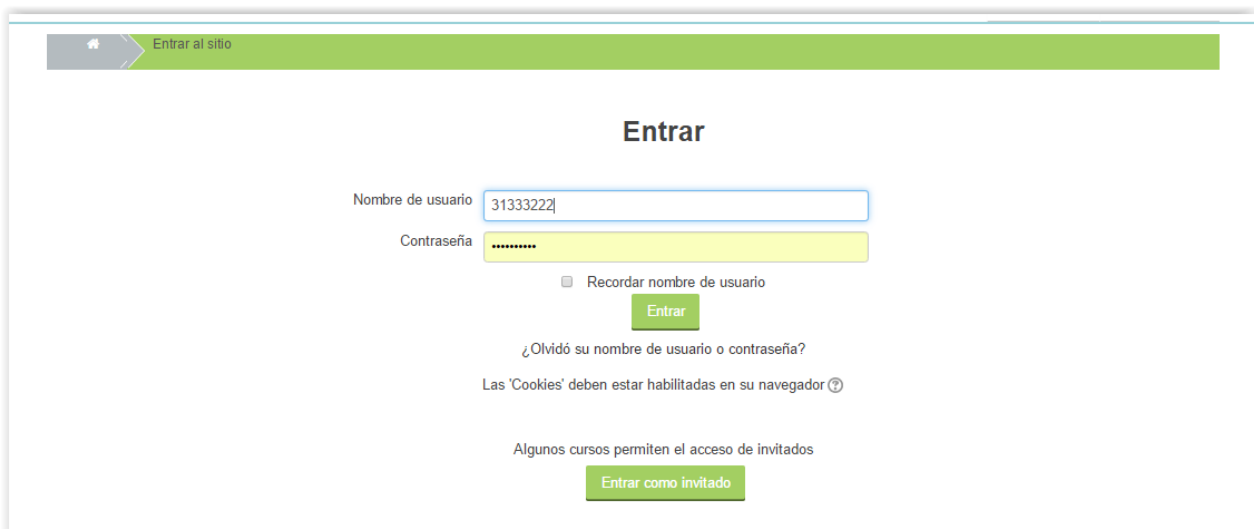 Entrar al sitio
Entrar
Nombre de usuario 31333222
Contraseña ••••••••••
Recordar nombre de usuario
Entrar
¿Olvidó su nombre de usuario o contraseña?
Las 'Cookies' deben estar habilitadas en su navegador
Algunos cursos permiten el acceso de invitados
Entrar como invitado